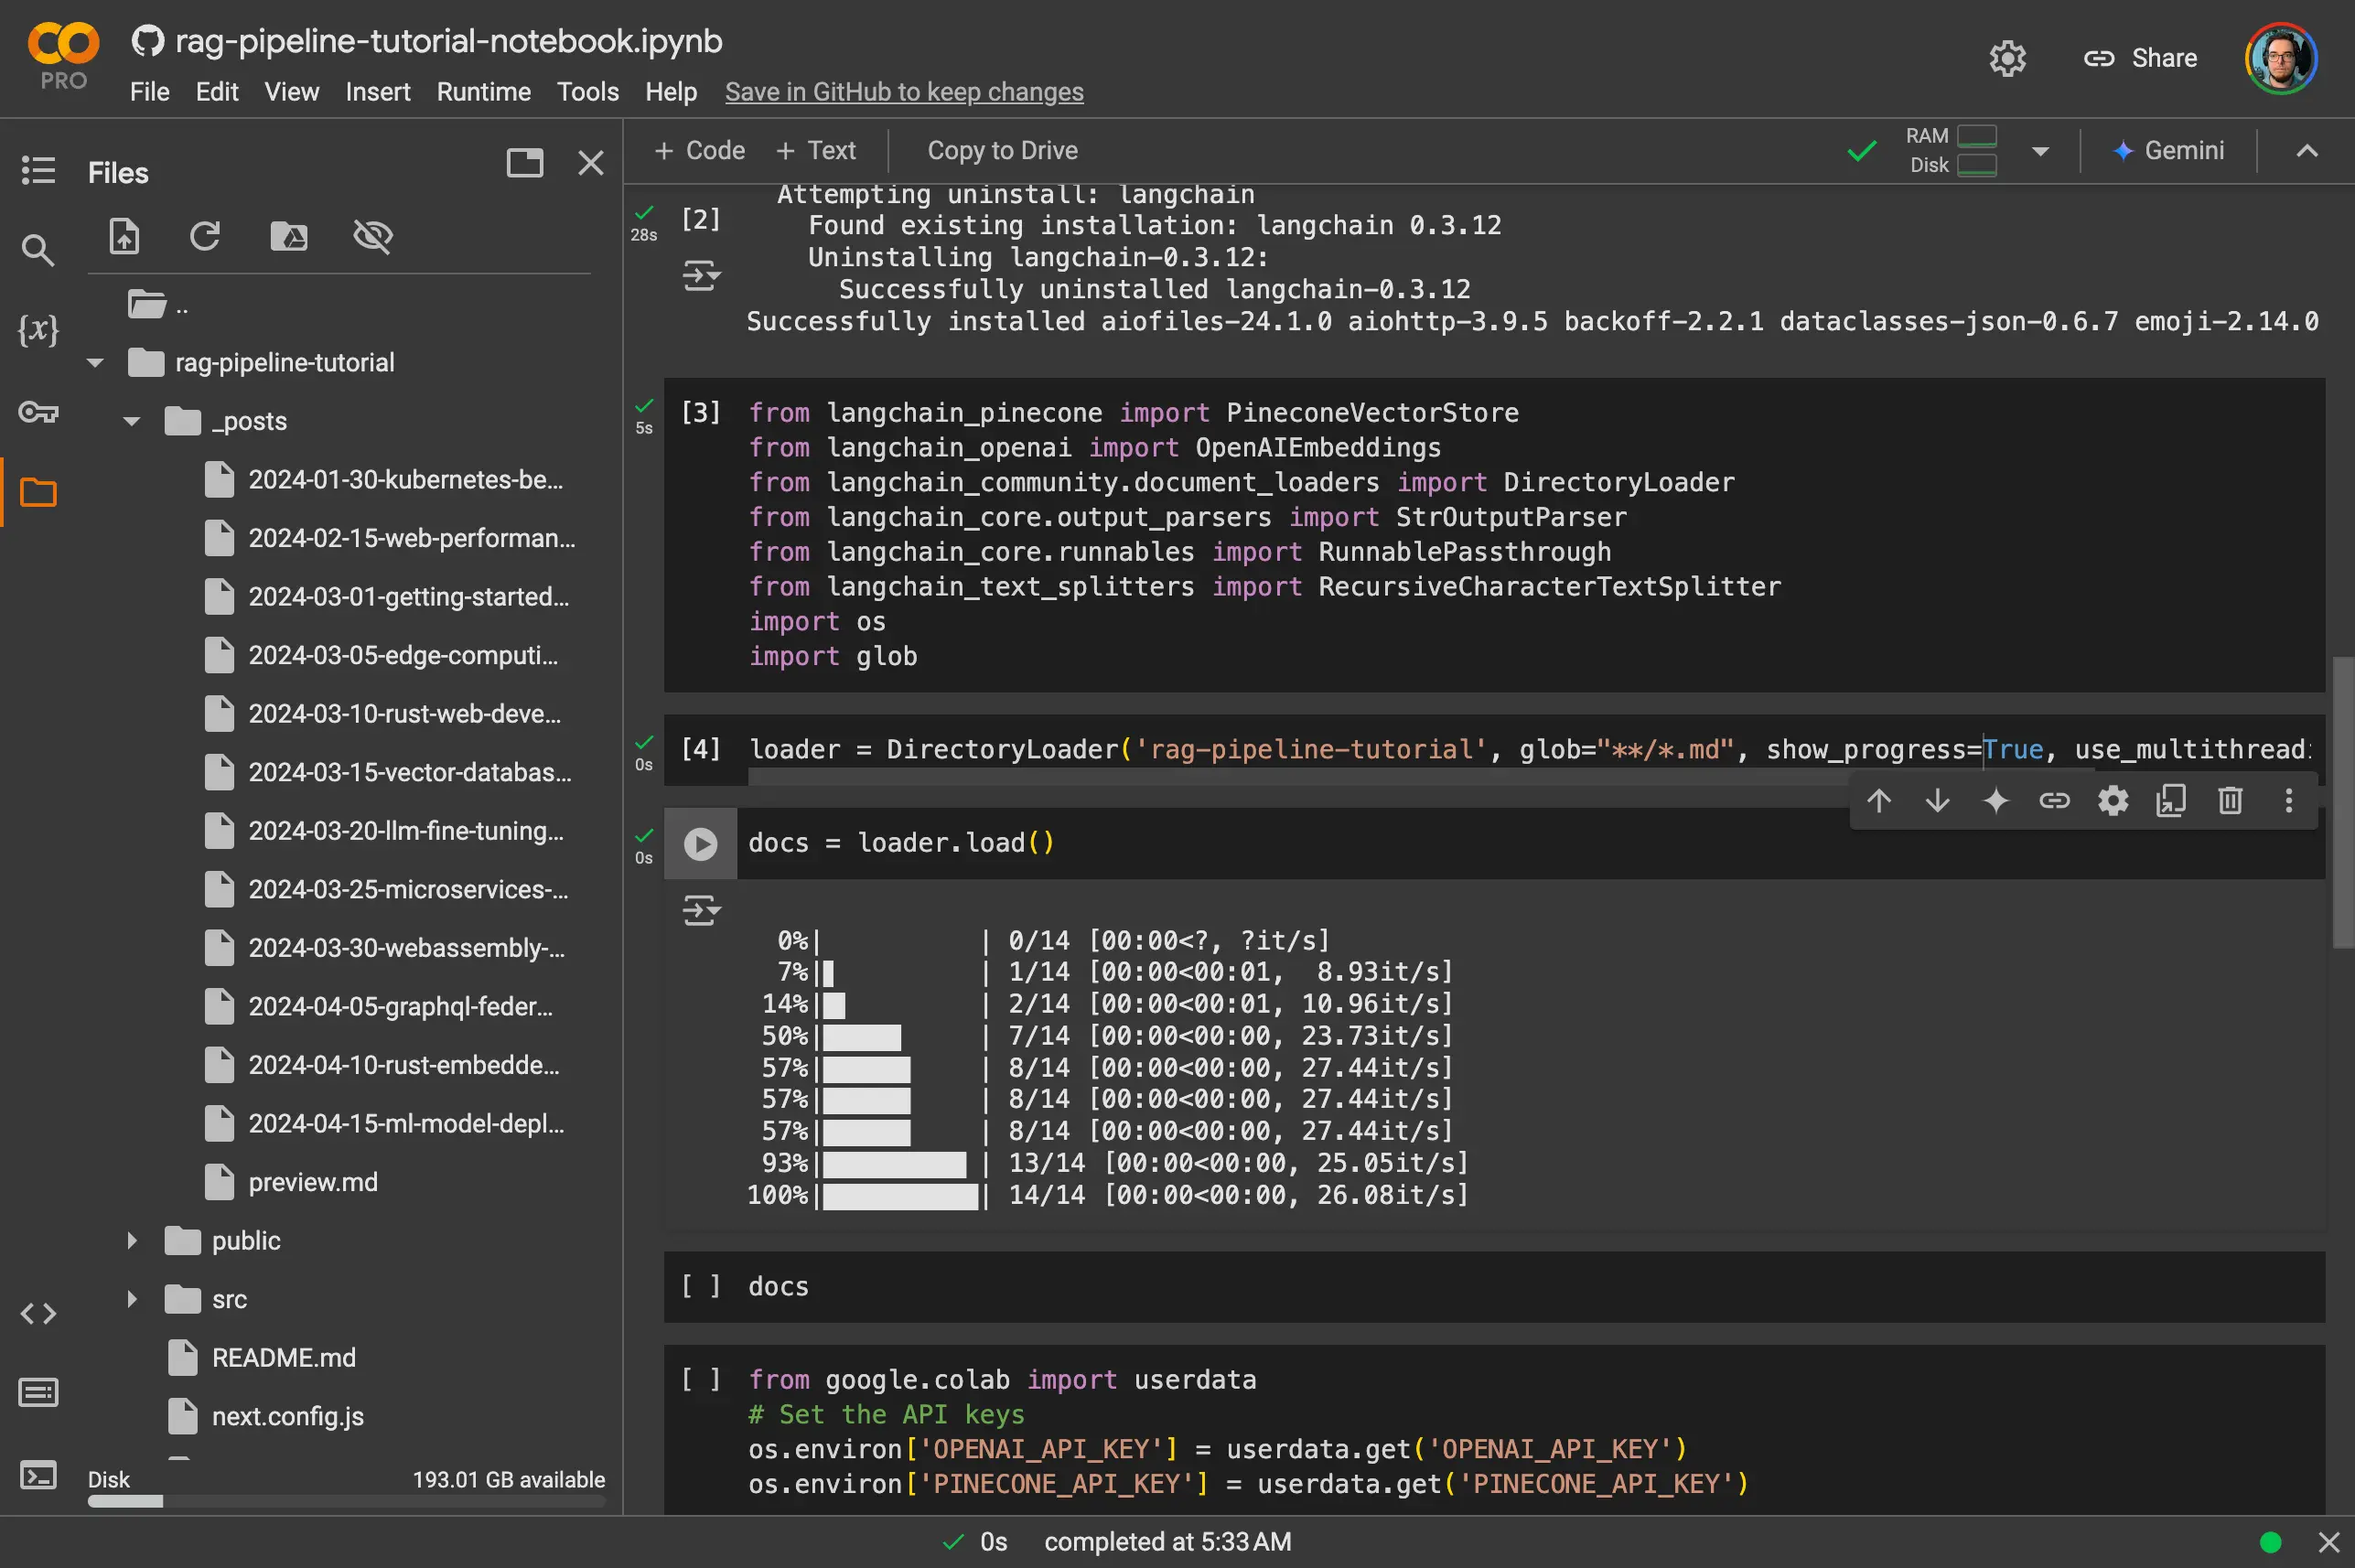 rag-pipeline-tutorial-notebook.ipynb
PRO
File Edit View Insert Runtime Tools Help Save in GitHub to keep changes
Share
Files
..
rag-pipeline-tutorial
_posts
2024-01-30-kubernetes-be...
2024-02-15-web-performan...
2024-03-01-getting-started...
2024-03-05-edge-computi...
2024-03-10-rust-web-deve...
2024-03-15-vector-databas...
2024-03-20-llm-fine-tuning...
2024-03-25-microservices-...
2024-03-30-webassembly-...
2024-04-05-graphql-feder...
2024-04-10-rust-embedde...
2024-04-15-ml-model-depl...
preview.md
public
src
README.md
next.config.js
Disk 193.01 GB available
+ Code + Text Copy to Drive
RAM
Disk
Gemini
Attempting uninstall: langchain
28s [2]
Found existing installation: langchain 0.3.12
Uninstalling langchain-0.3.12:
Successfully uninstalled langchain-0.3.12
Successfully installed aiofiles-24.1.0 aiohttp-3.9.5 backoff-2.2.1 dataclasses-json-0.6.7 emoji-2.14.0
5s [3] from langchain_pinecone import PineconeVectorStore
from langchain_openai import OpenAIEmbeddings
from langchain_community.document_loaders import DirectoryLoader
from langchain_core.output_parsers import StrOutputParser
from langchain_core.runnables import RunnablePassthrough
from langchain_text_splitters import RecursiveCharacterTextSplitter
import os
import glob
0s [4] loader = DirectoryLoader('rag-pipeline-tutorial', glob="**/*.md", show_progress=True, use_multithread
0s docs = loader.load()
0%| | 0/14 [00:00<?, ?it/s]
7%| | 1/14 [00:00<00:01, 8.93it/s]
14%| | 2/14 [00:00<00:01, 10.96it/s]
50%| | 7/14 [00:00<00:00, 23.73it/s]
57%| | 8/14 [00:00<00:00, 27.44it/s]
57%| | 8/14 [00:00<00:00, 27.44it/s]
57%| | 8/14 [00:00<00:00, 27.44it/s]
93%| | 13/14 [00:00<00:00, 25.05it/s]
100%| | 14/14 [00:00<00:00, 26.08it/s]
[ ] docs
[ ] from google.colab import userdata
# Set the API keys
os.environ['OPENAI_API_KEY'] = userdata.get('OPENAI_API_KEY')
os.environ['PINECONE_API_KEY'] = userdata.get('PINECONE_API_KEY')
0s completed at 5:33 AM